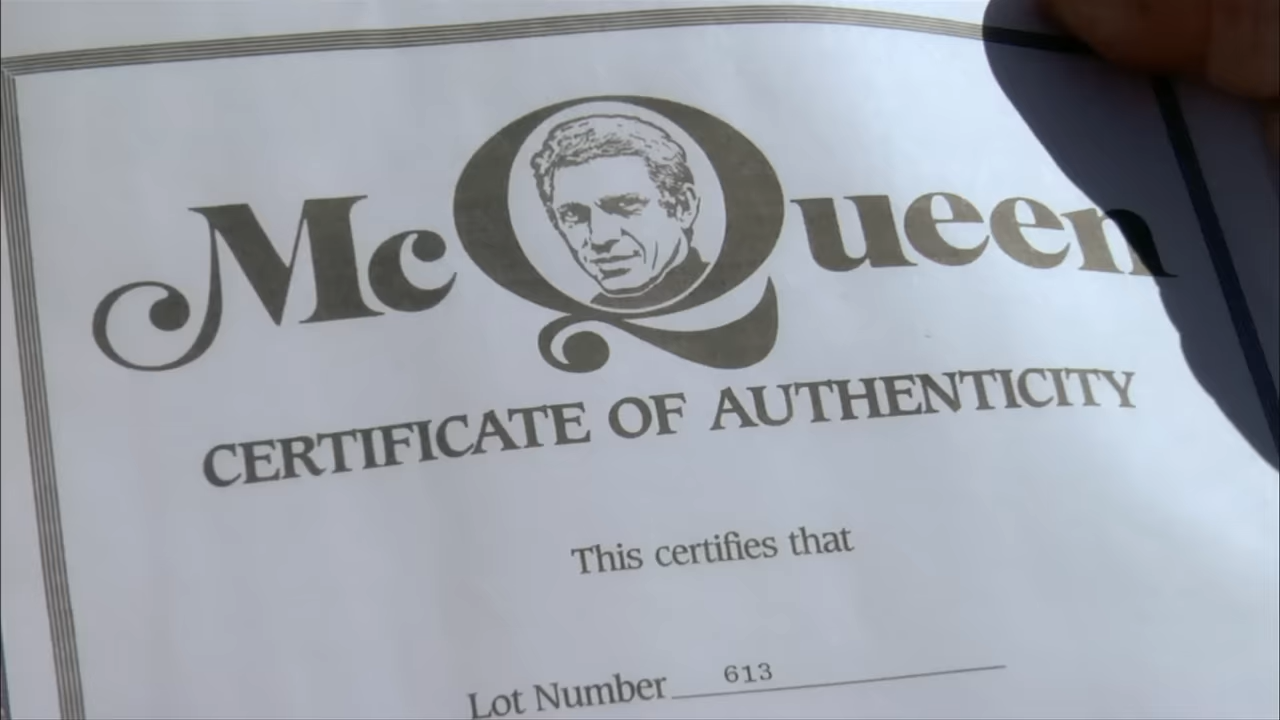 McQueen
CERTIFICATE OF AUTHENTICITY
This certifies that
Lot Number 613